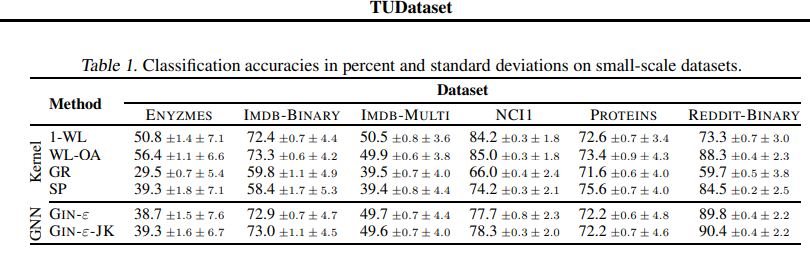 TUDataset
Table 1. Classification accuracies in percent and standard deviations on small-scale datasets.
Method Dataset
ENYZMES IMDB-BINARY IMDB-MULTI NCI1 PROTEINS REDDIT-BINARY
Kernel
1-WL 50.8 ±1.4 ± 7.1 72.4 ±0.7 ± 4.4 50.5 ±0.8 ± 3.6 84.2 ±0.3 ± 1.8 72.6 ±0.7 ± 3.4 73.3 ±0.7 ± 3.0
WL-OA 56.4 ±1.1 ± 6.6 73.3 ±0.6 ± 4.2 49.9 ±0.6 ± 3.8 85.0 ±0.3 ± 1.8 73.4 ±0.9 ± 4.3 88.3 ±0.4 ± 2.3
GR 29.5 ±0.7 ± 5.4 59.8 ±1.1 ± 4.9 39.5 ±0.7 ± 4.0 66.0 ±0.4 ± 2.4 71.6 ±0.6 ± 4.0 59.7 ±0.5 ± 3.8
SP 39.3 ±1.8 ± 7.1 58.4 ±1.7 ± 5.3 39.4 ±0.8 ± 4.4 74.2 ±0.3 ± 2.1 75.6 ±0.7 ± 4.0 84.5 ±0.2 ± 2.5
GNN
GIN-ε 38.7 ±1.5 ± 7.6 72.9 ±0.7 ± 4.7 49.7 ±0.7 ± 4.4 77.7 ±0.8 ± 2.3 72.2 ±0.6 ± 4.8 89.8 ±0.4 ± 2.2
GIN-ε-JK 39.3 ±1.6 ± 6.7 73.0 ±1.1 ± 4.5 49.6 ±0.7 ± 4.0 78.3 ±0.3 ± 2.0 72.2 ±0.7 ± 4.6 90.4 ±0.4 ± 2.2